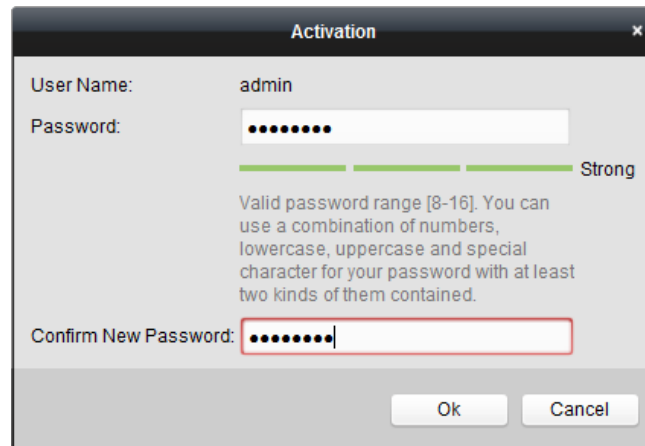 Activation
×
User Name: admin
Password: ●●●●●●●●
Strong
Valid password range [8-16]. You can
use a combination of numbers,
lowercase, uppercase and special
character for your password with at least
two kinds of them contained.
Confirm New Password: ●●●●●●●●
Ok Cancel